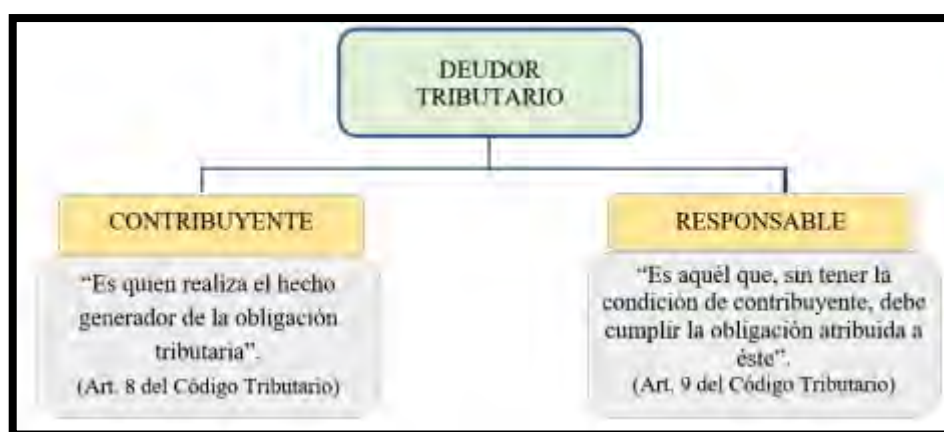 DEUDOR
TRIBUTARIO
CONTRIBUYENTE
“Es quien realiza el hecho
generador de la obligación
tributaria”.
(Art. 8 del Código Tributario)
RESPONSABLE
“Es aquèl que, sin tener la
condición de contribuyente, debe
cumplir la obligación atribuida a
éste”.
(Art. 9 del Código Tributario)